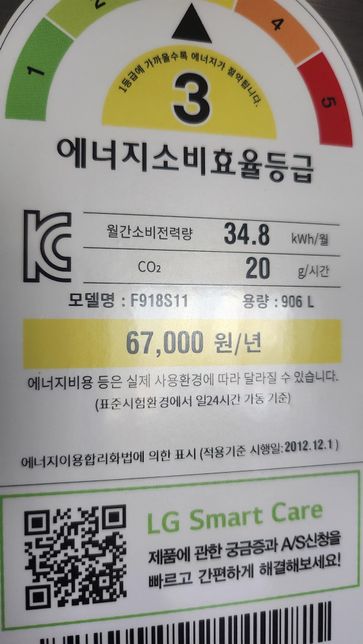 1
2
4
5
1등급에 가까울수록 에너지가 절약됩니다.
3
에너지소비효율등급
월간소비전력량 34.8 kWh/월
CO₂ 20 g/시간
모델명 : F918S11 용량 : 906 L
67,000 원/년
에너지비용 등은 실제 사용환경에 따라 달라질 수 있습니다.
(표준시험환경에서 일24시간 가동 기준)
에너지이용합리화법에 의한 표시 (적용기준 시행일: 2012.12.1)
LG Smart Care
제품에 관한 궁금증과 A/S신청을
빠르고 간편하게 해결해보세요!